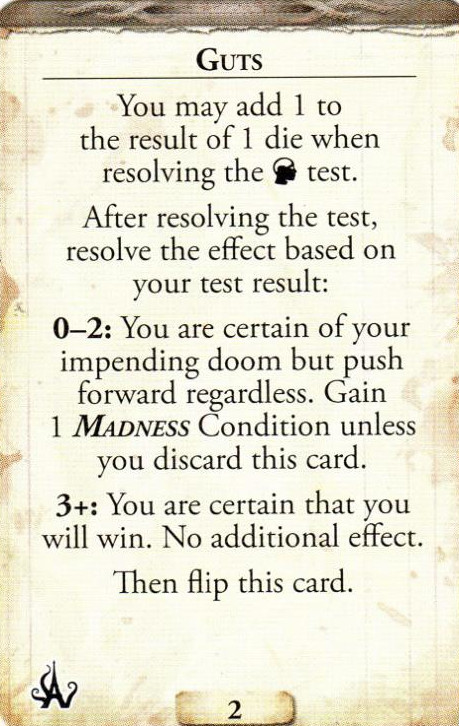 GUTS
You may add 1 to
the result of 1 die when
resolving the test.
After resolving the test,
resolve the effect based on
your test result:
0–2: You are certain of your
impending doom but push
forward regardless. Gain
1 MADNESS Condition unless
you discard this card.
3+: You are certain that you
will win. No additional effect.
Then flip this card.
2